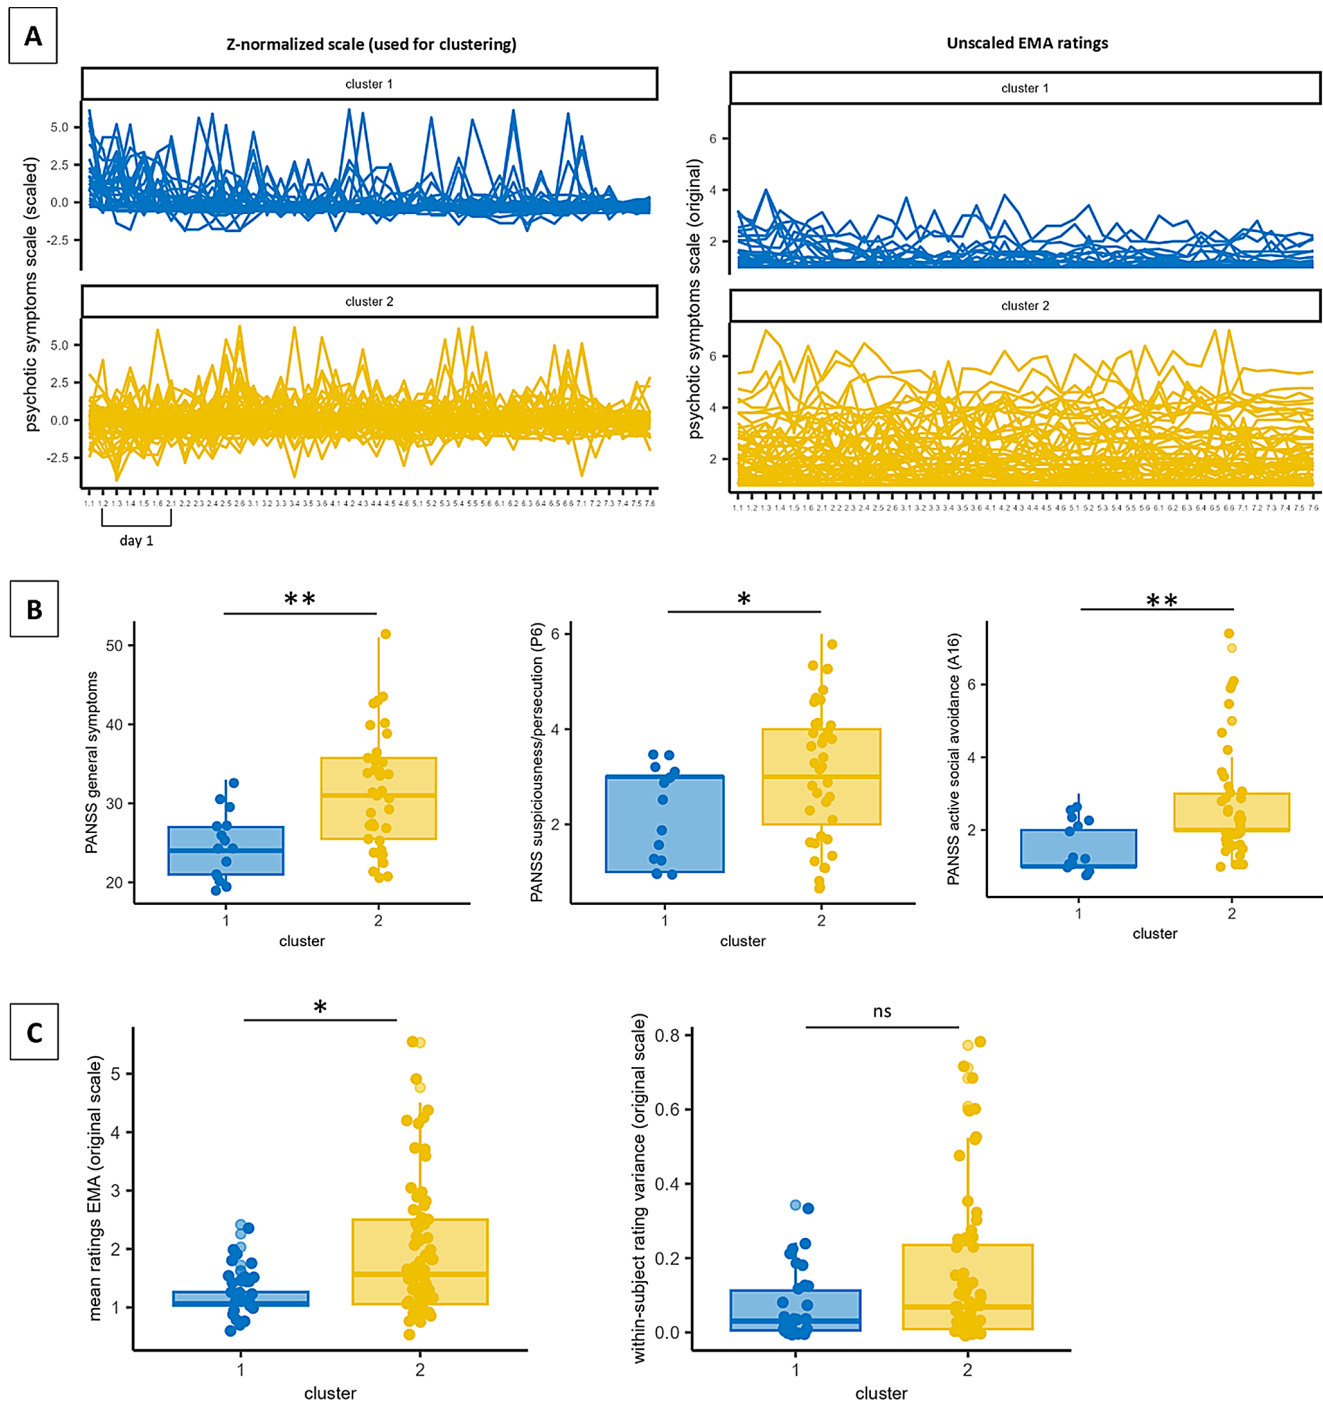 A
Z-normalized scale (used for clustering)
Unscaled EMA ratings
cluster 1
cluster 1
psychotic symptoms scale (scaled)
5.0
2.5
0.0
-2.5
psychotic symptoms scale (original)
6
4
2
cluster 2
cluster 2
5.0
2.5
0.0
-2.5
6
4
2
day 1
B
**
*
**
PANSS general symptoms
50
40
30
20
1
2
cluster
PANSS suspiciousness/persecution (P6)
6
4
2
1
2
cluster
PANSS active social avoidance (A16)
6
4
2
1
2
cluster
C
*
ns
mean ratings EMA (original scale)
5
4
3
2
1
1
2
cluster
within-subject rating variance (original scale)
0.8
0.6
0.4
0.2
0.0
1
2
cluster